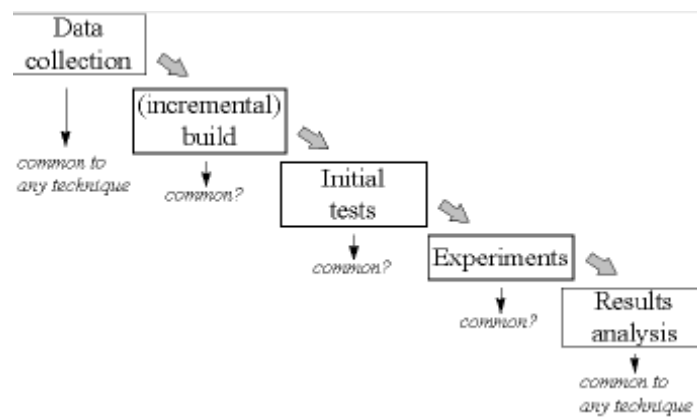 Data
collection
(incremental)
build
common to
any technique
common?
Initial
tests
common?
Experiments
common?
Results
analysis
common to
any technique